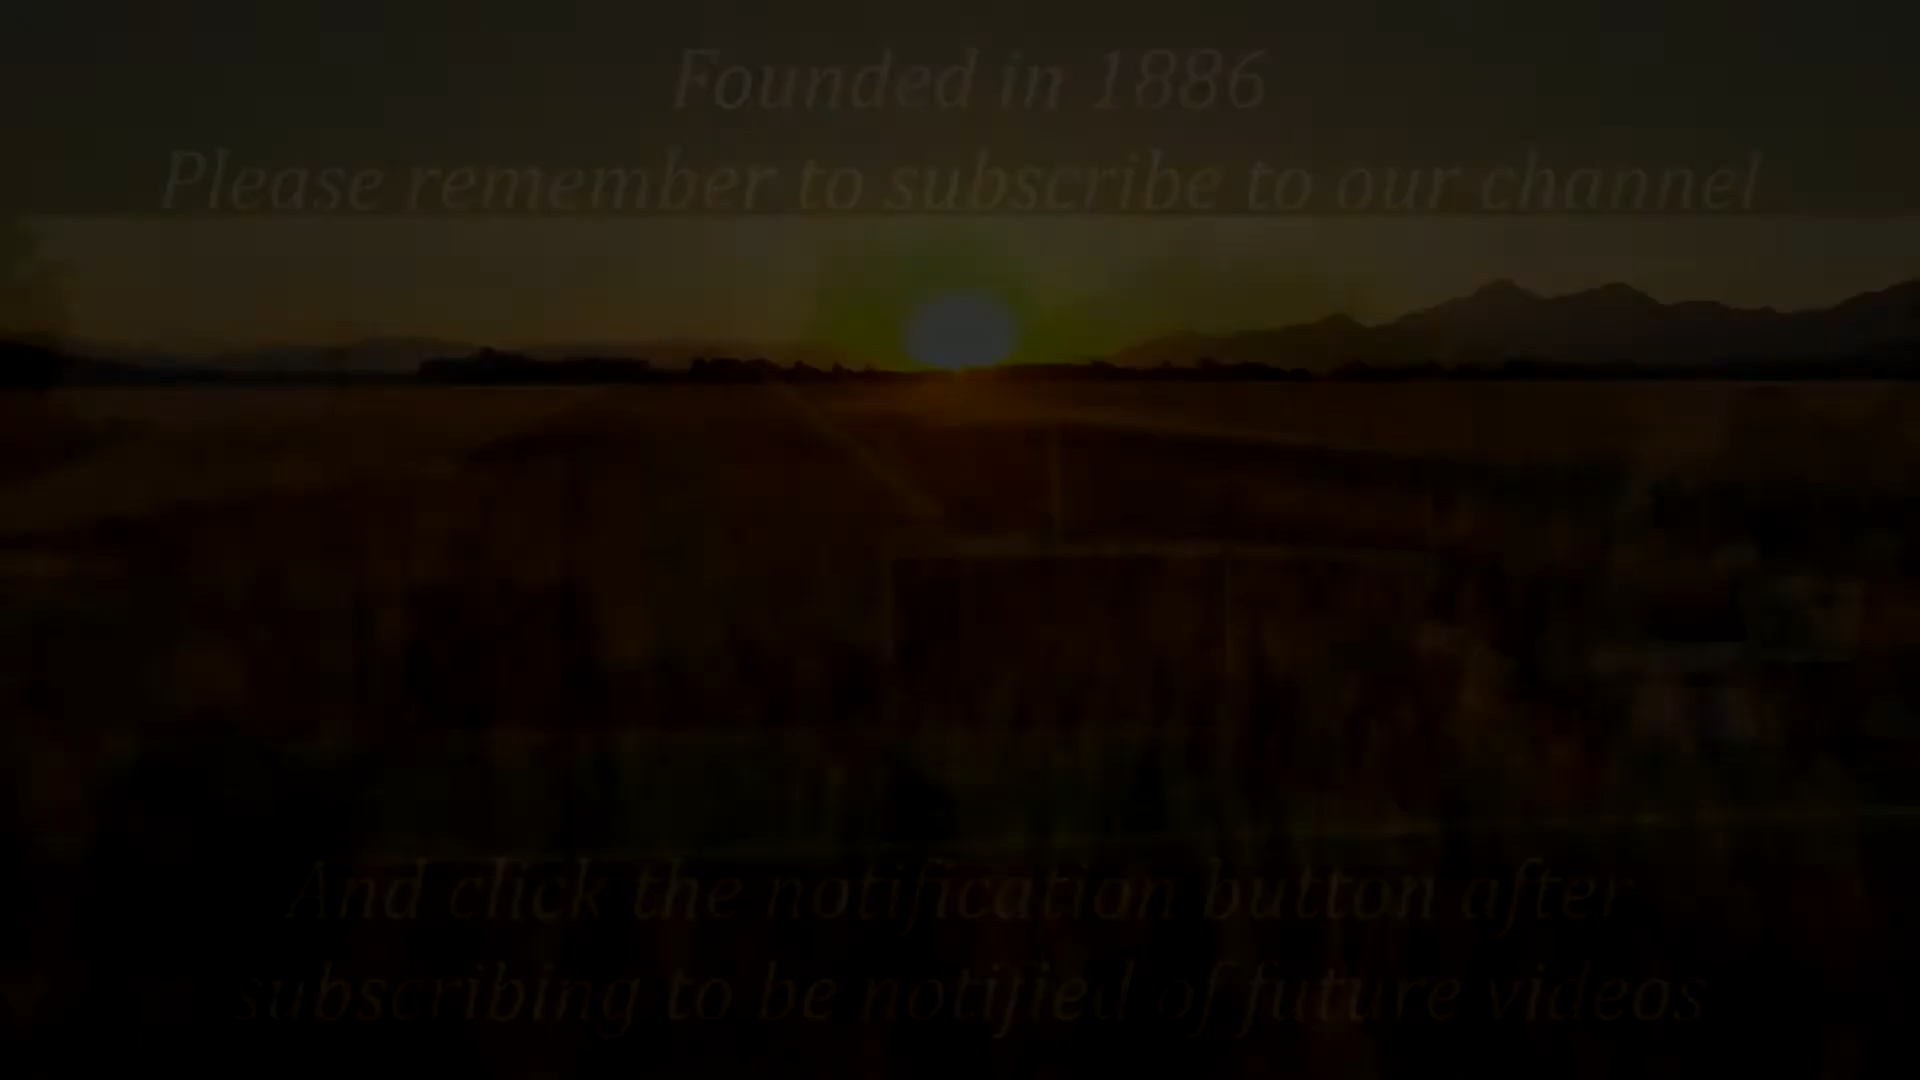 Founded in 1886
Please remember to subscribe to our channel
And click the notification button after
subscribing to be notified of future videos